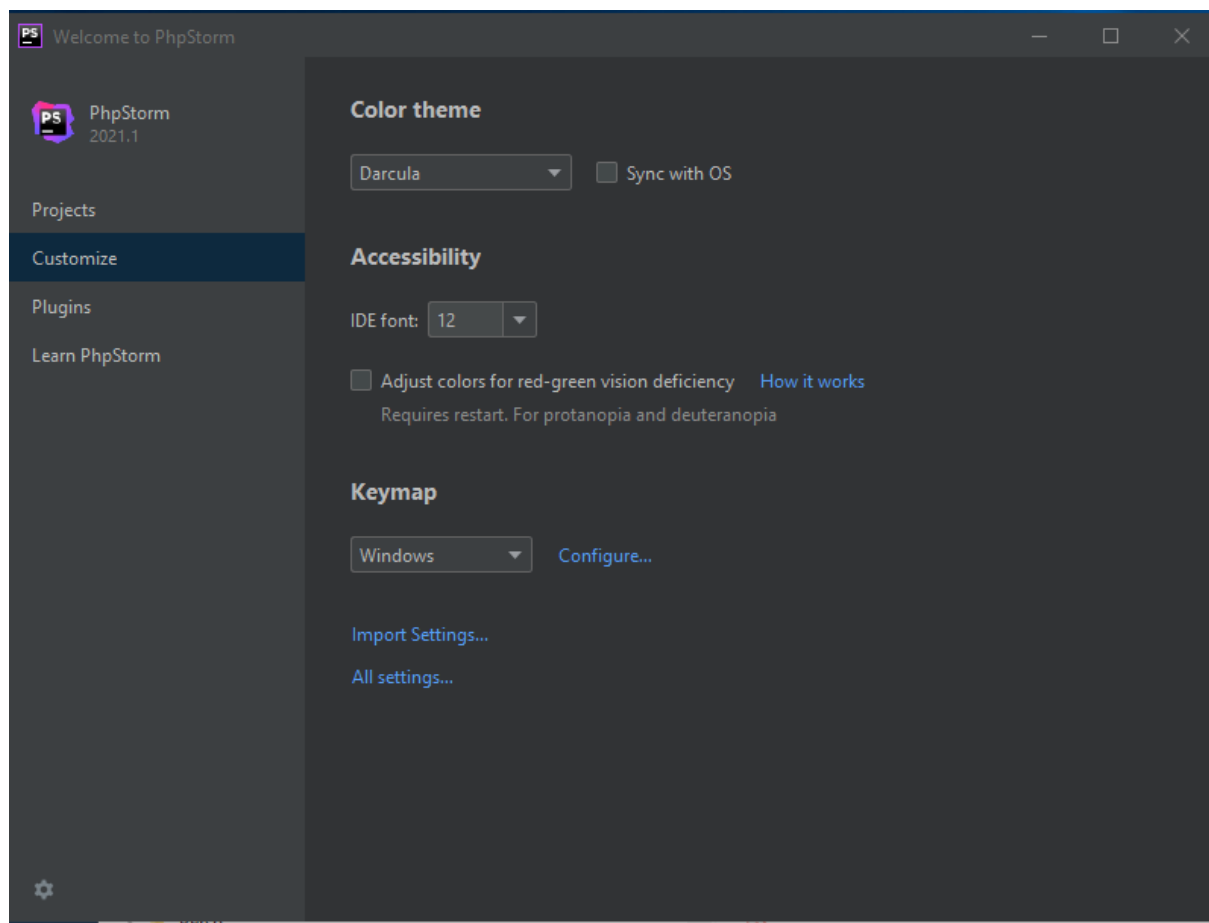 PS Welcome to PhpStorm
PS PhpStorm
2021.1
Projects
Customize
Plugins
Learn PhpStorm
Color theme
Darcula Sync with OS
Accessibility
IDE font: 12
Adjust colors for red-green vision deficiency How it works
Requires restart. For protanopia and deuteranopia
Keymap
Windows Configure...
Import Settings...
All settings...